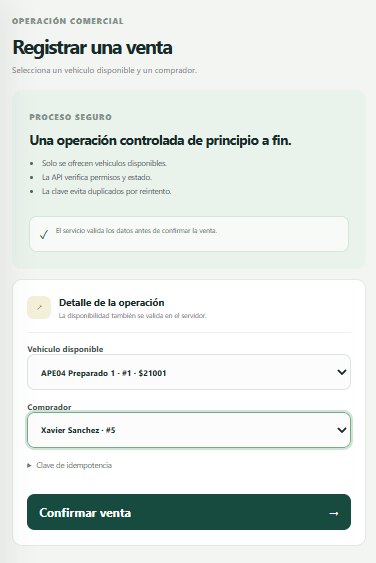 OPERACIÓN COMERCIAL
Registrar una venta
Selecciona un vehículo disponible y un comprador.
PROCESO SEGURO
Una operación controlada de principio a fin.
Solo se ofrecen vehículos disponibles.
La API verifica permisos y estado.
La clave evita duplicados por reintento.
✓ El servicio valida los datos antes de confirmar la venta.
Detalle de la operación
La disponibilidad también se valida en el servidor.
Vehículo disponible
APE04 Preparado 1 · #1 · $21001
Comprador
Xavier Sanchez · #5
Clave de idempotencia
Confirmar venta →